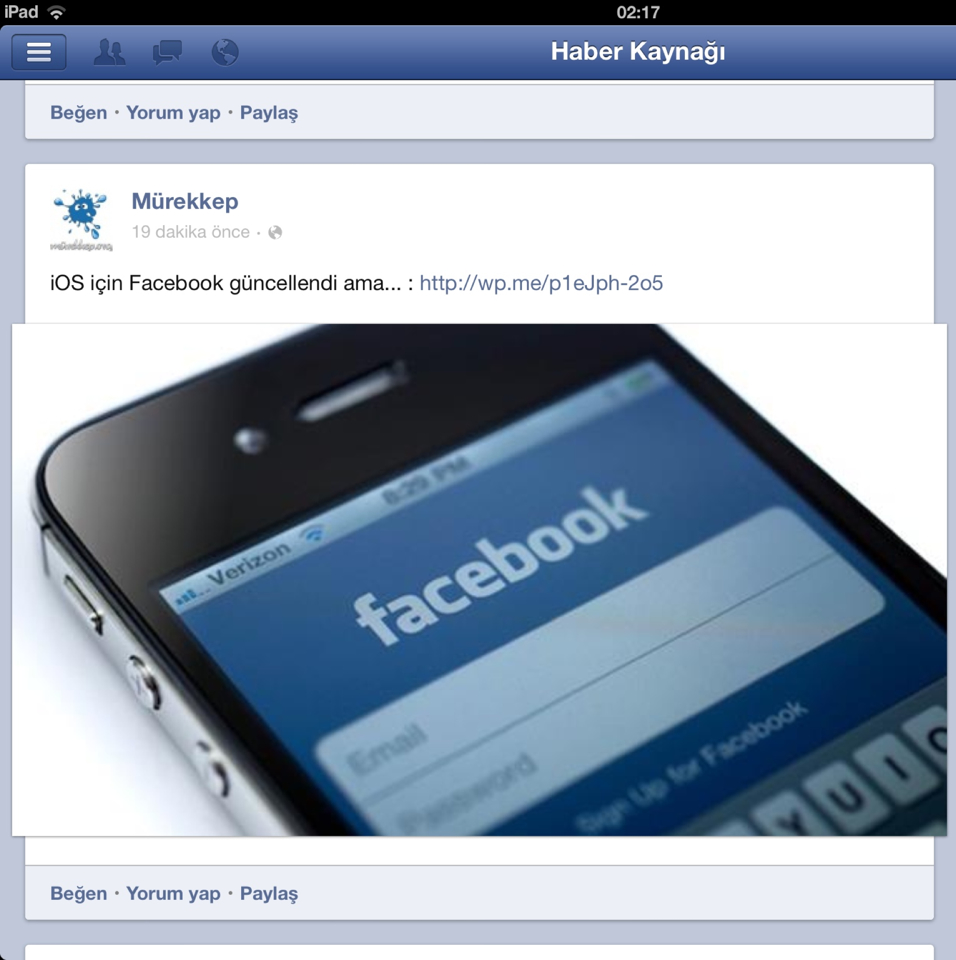 iPad 02:17
Haber Kaynağı
Beğen · Yorum yap · Paylaş
Mürekkep
mürekkep.org
19 dakika önce ·
iOS için Facebook güncellendi ama... : http://wp.me/p1eJph-2o5
Verizon 8:29 PM
facebook
Email
Password
Sign Up for Facebook
Y U I O
Beğen · Yorum yap · Paylaş